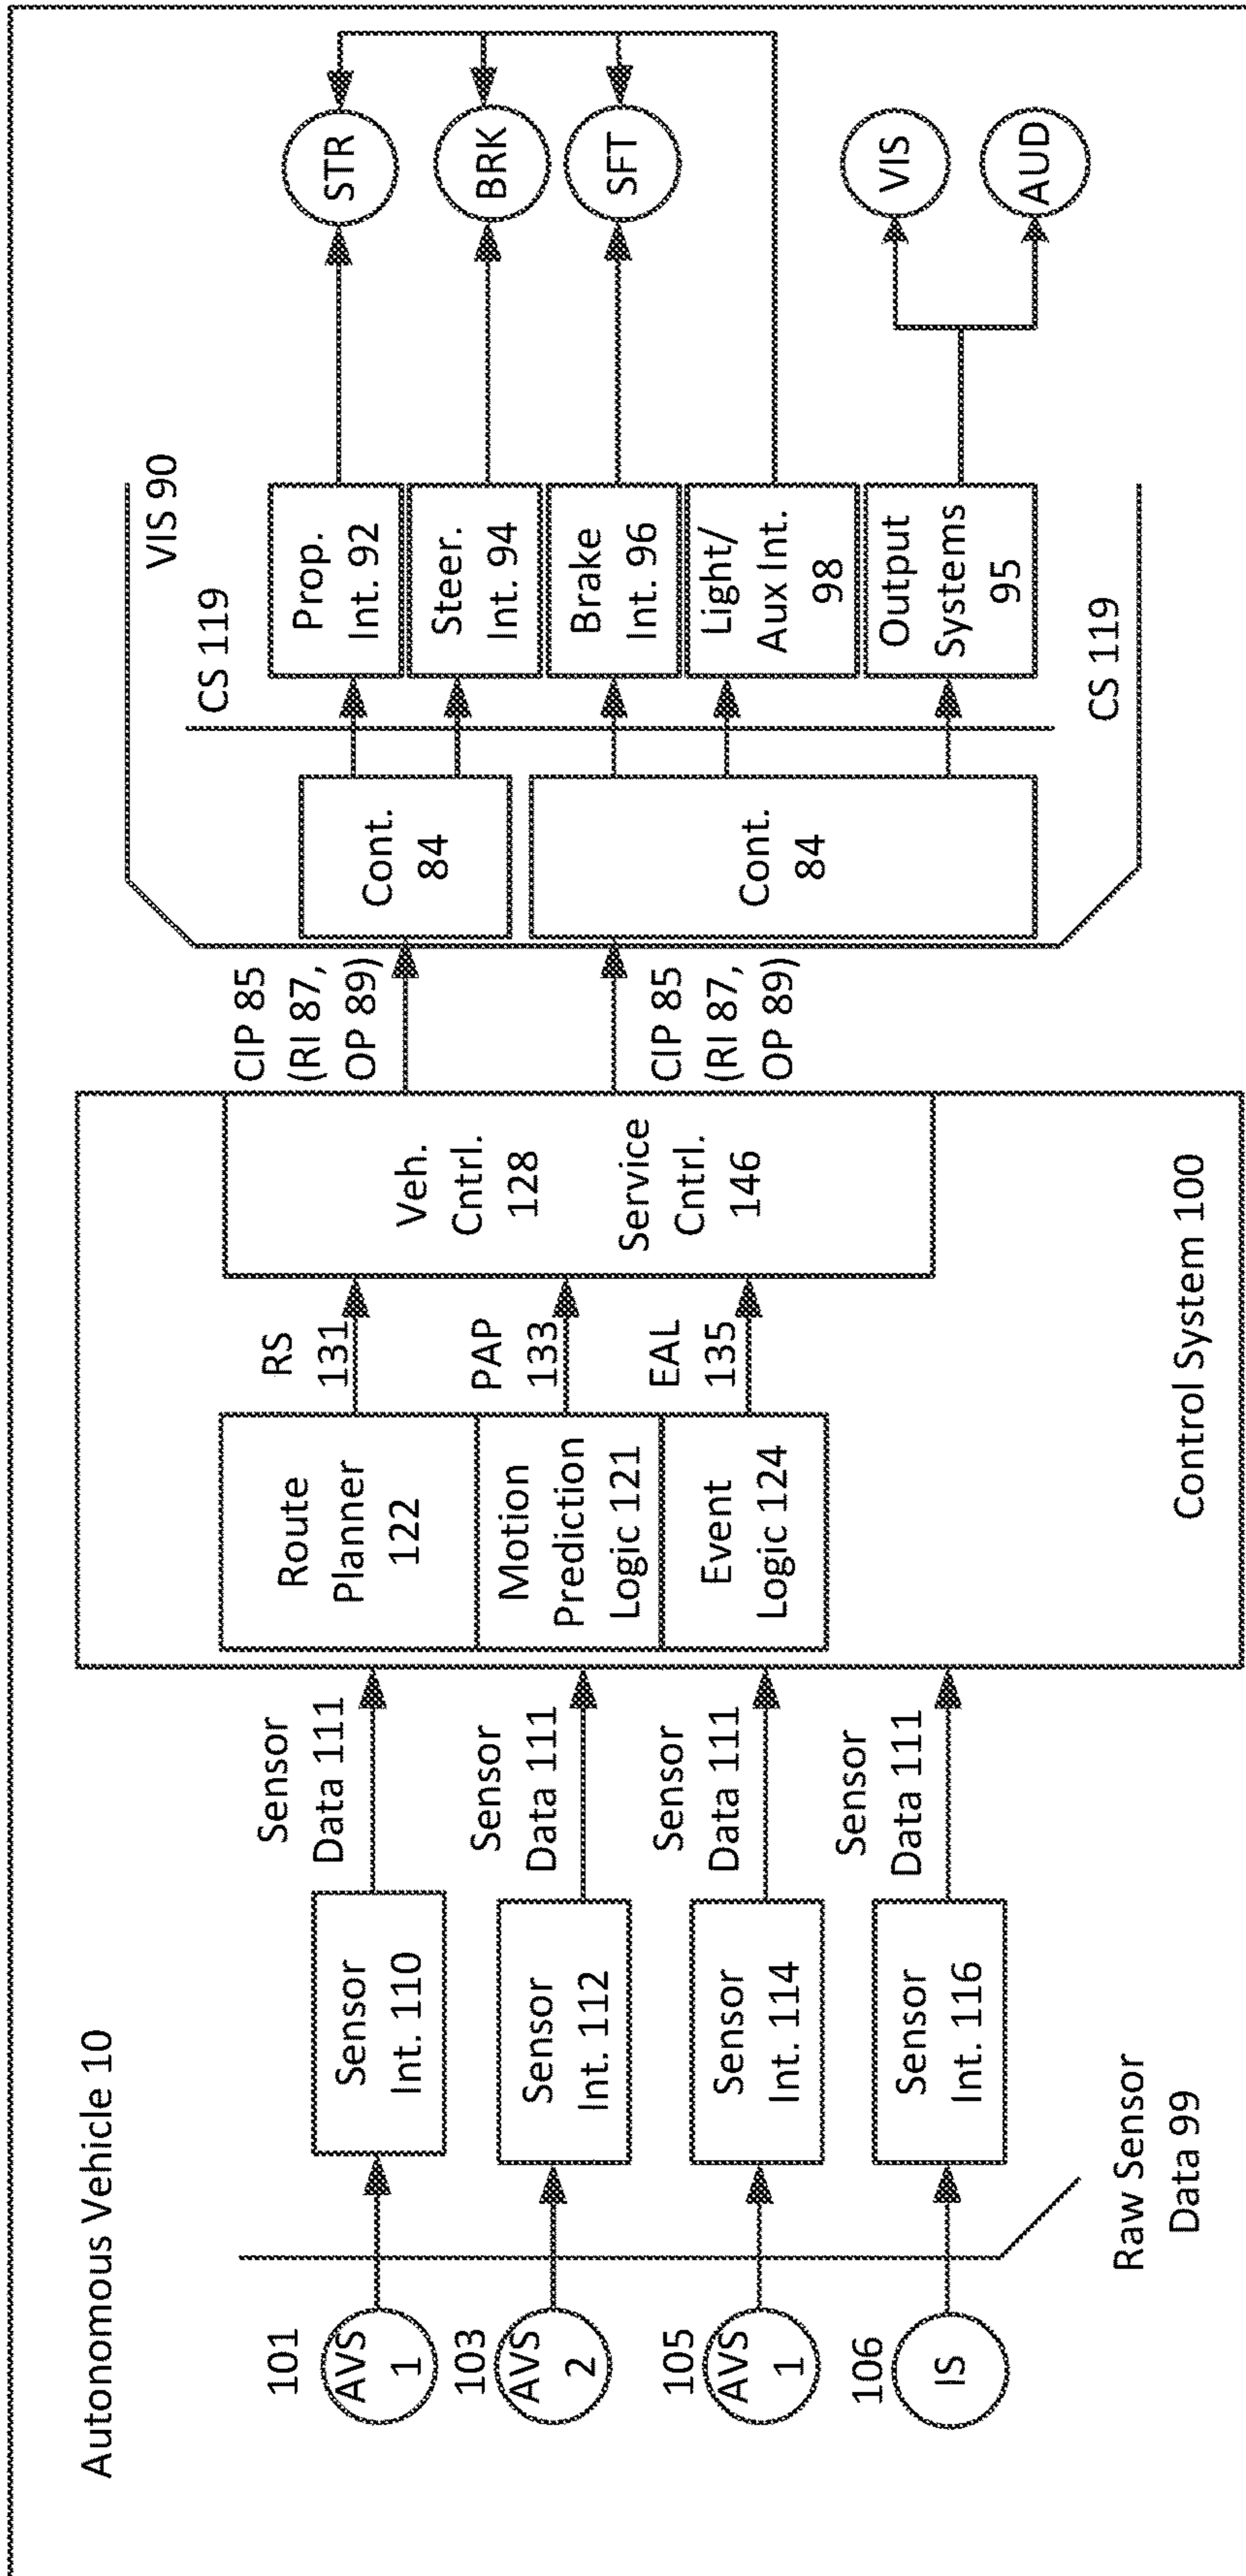 Autonomous Vehicle 10
101
AVS
1
103
AVS
2
105
AVS
1
106
IS
Raw Sensor
Data 99
Sensor
Int. 110
Sensor
Int. 112
Sensor
Int. 114
Sensor
Int. 116
Sensor
Data 111
Sensor
Data 111
Sensor
Data 111
Sensor
Data 111
Route
Planner
122
Motion
Prediction
Logic 121
Event
Logic 124
RS
131
PAP
133
EAL
135
Veh.
Cntrl.
128
Service
Cntrl.
146
Control System 100
CIP 85
(RI 87,
OP 89)
CIP 85
(RI 87,
OP 89)
VIS 90
Cont.
84
Cont.
84
CS 119
CS 119
Prop.
Int. 92
Steer.
Int. 94
Brake
Int. 96
Light/
Aux Int.
98
Output
Systems
95
STR
BRK
SFT
VIS
AUD